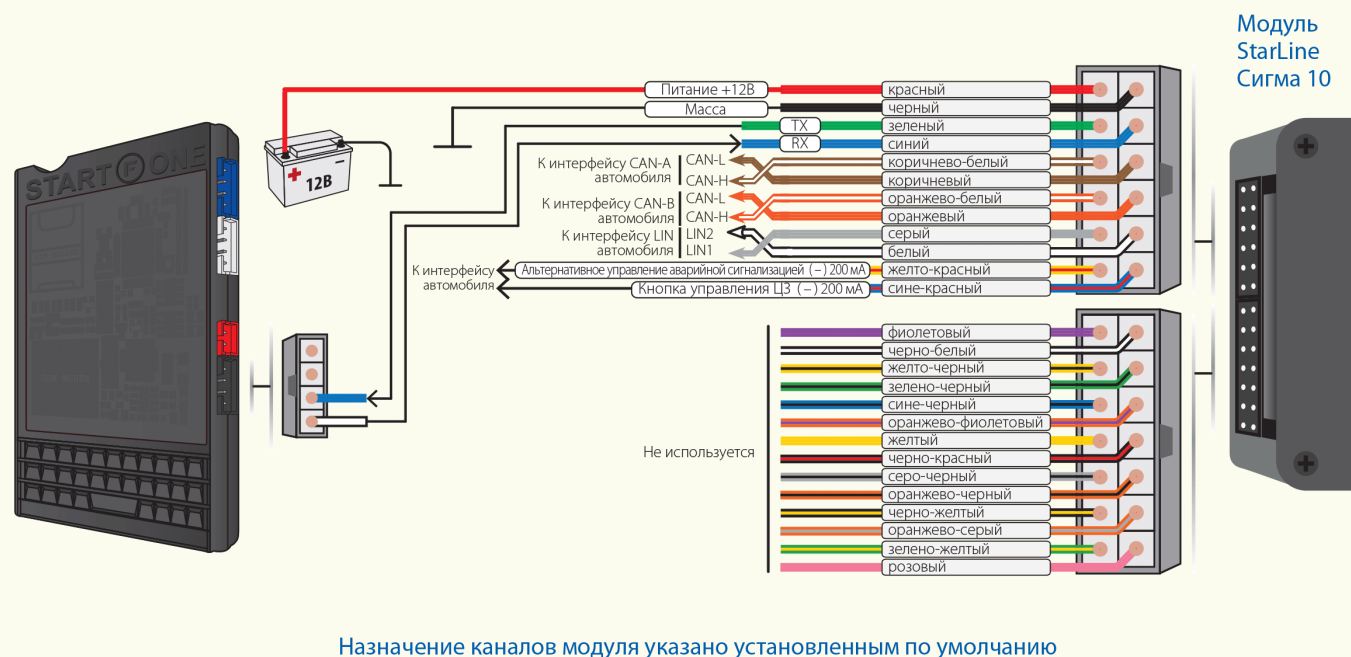 Модуль
StarLine
Сигма 10
START F ONE
12В
Питание +12В
красный
Масса
черный
TX
зеленый
RX
синий
К интерфейсу CAN-A
автомобиля
CAN-L
коричнево-белый
CAN-H
коричневый
К интерфейсу CAN-B
автомобиля
CAN-L
оранжево-белый
CAN-H
оранжевый
К интерфейсу LIN
автомобиля
LIN2
серый
LIN1
белый
К интерфейсу
автомобиля
Альтернативное управление аварийной сигнализацией (–) 200 мА
желто-красный
Кнопка управления ЦЗ (–) 200 мА
сине-красный
Не используется
фиолетовый
черно-белый
желто-черный
зелено-черный
сине-черный
оранжево-фиолетовый
желтый
черно-красный
серо-черный
оранжево-черный
черно-желтый
оранжево-серый
зелено-желтый
розовый
Назначение каналов модуля указано установленным по умолчанию